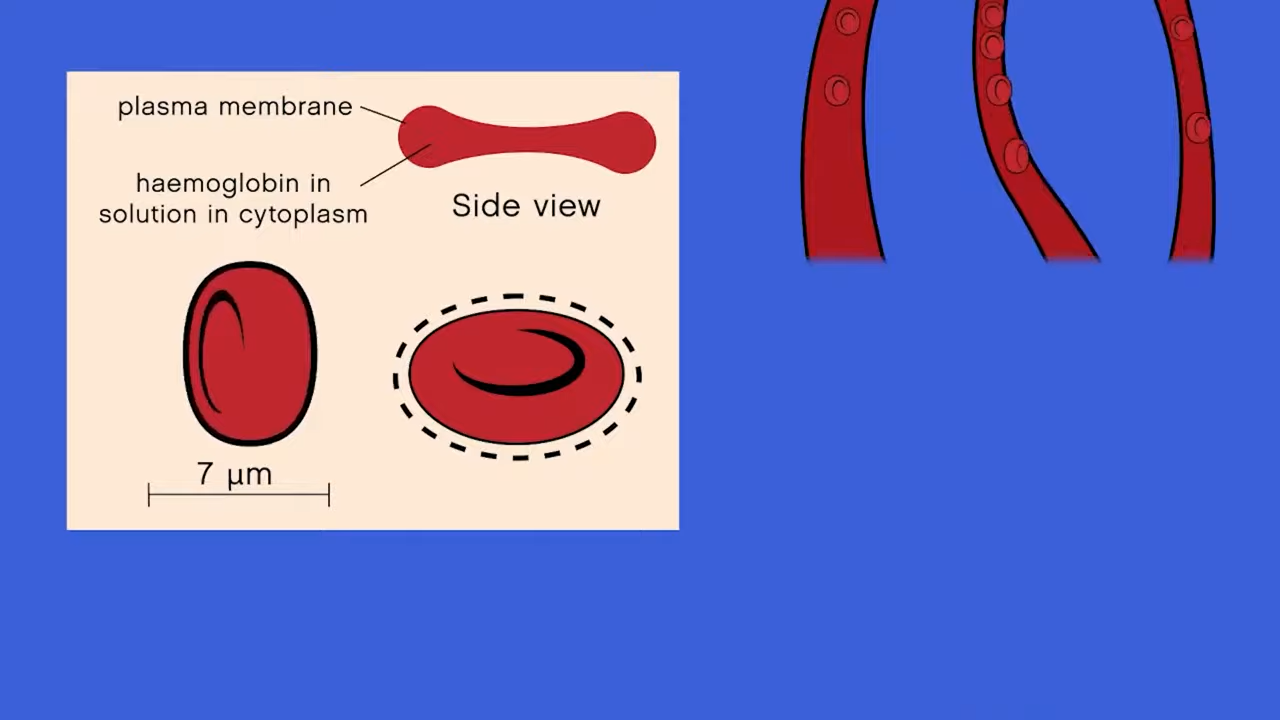 plasma membrane
haemoglobin in
solution in cytoplasm
Side view
7 μm